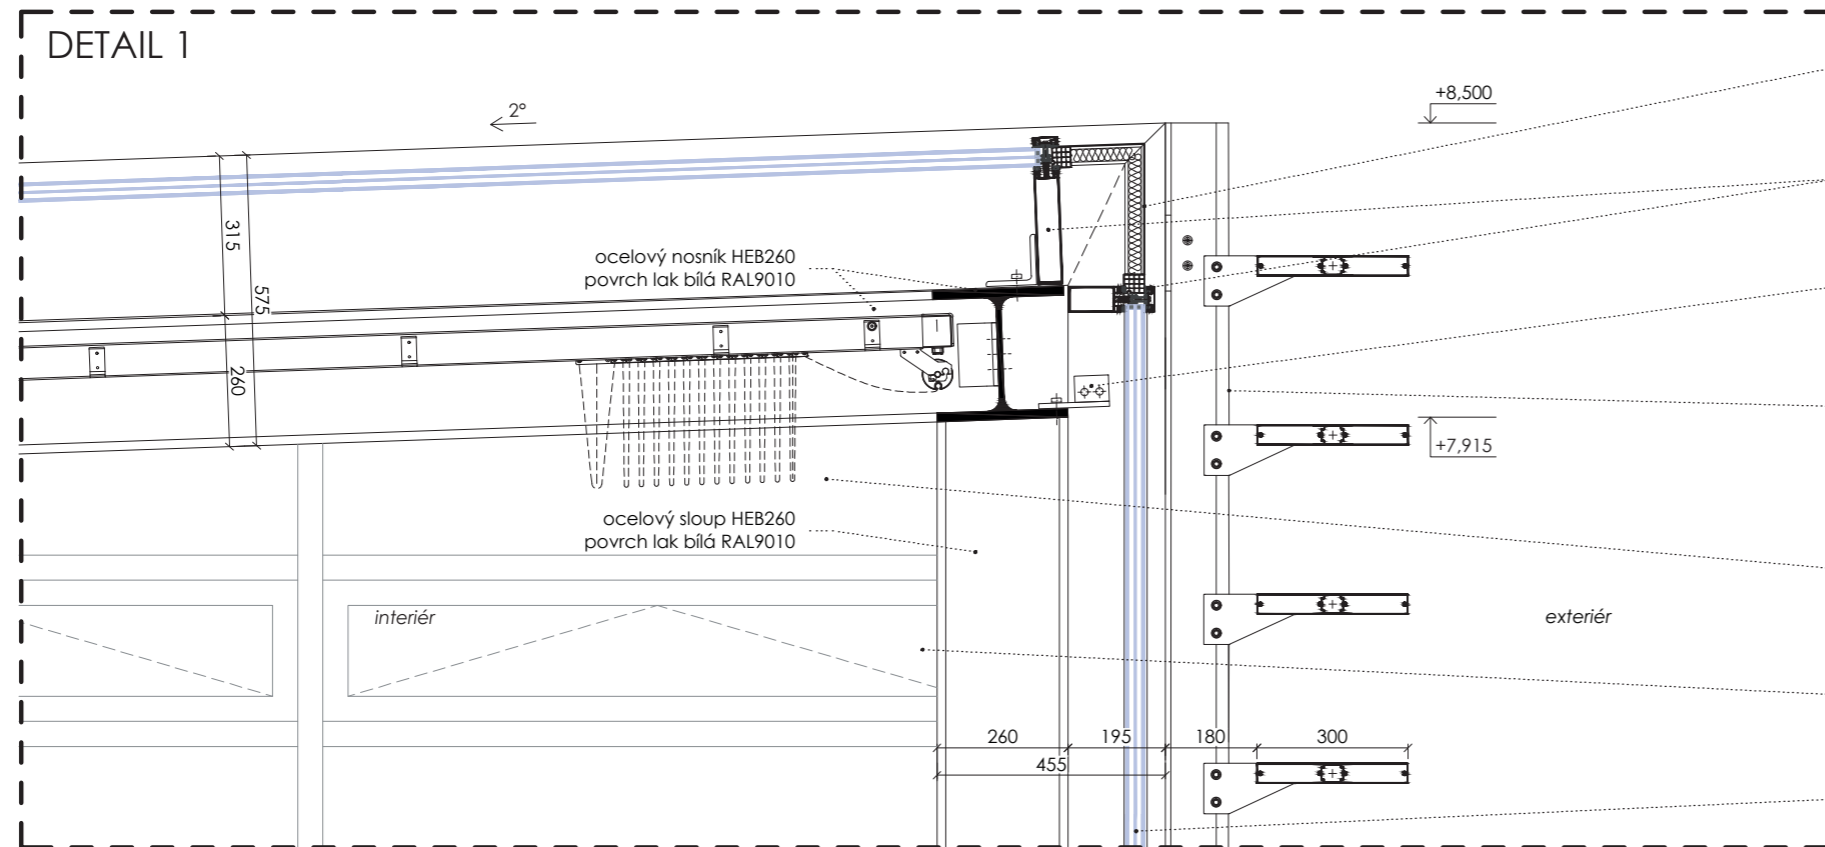 DETAIL 1
+8,500
2°
315
ocelový nosník HEB260
povrch lak bílá RAL9010
575
260
+7,915
ocelový sloup HEB260
povrch lak bílá RAL9010
interiér
exteriér
260
195
180
300
455